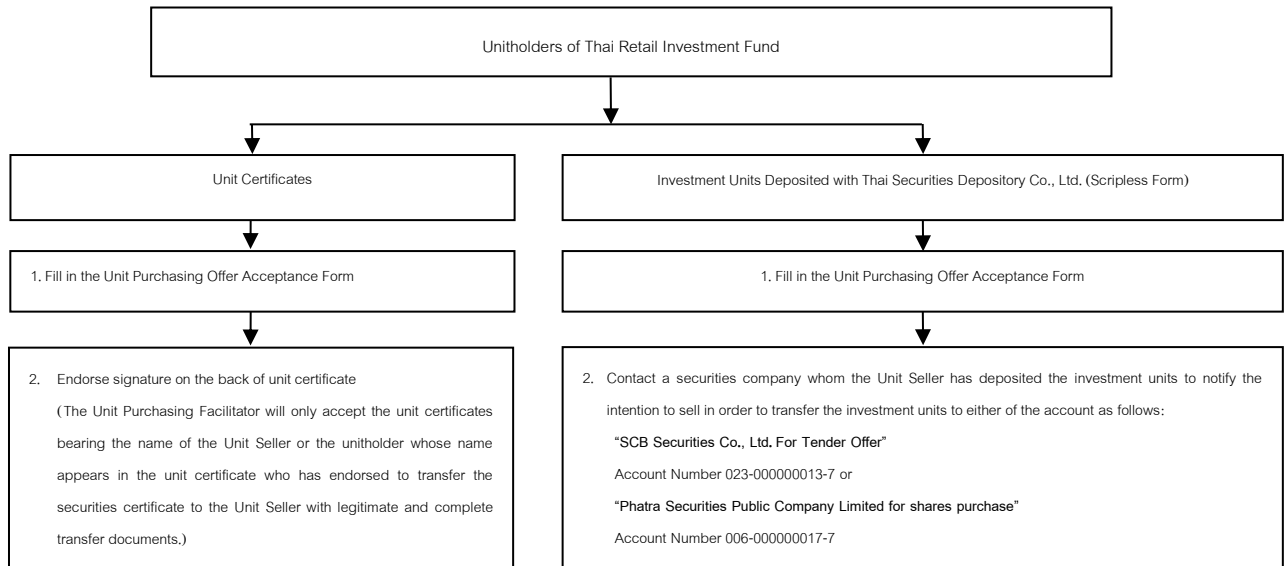 Unitholders of Thai Retail Investment Fund
Unit Certificates
Investment Units Deposited with Thai Securities Depository Co., Ltd. (Scripless Form)
1. Fill in the Unit Purchasing Offer Acceptance Form
1. Fill in the Unit Purchasing Offer Acceptance Form
2. Endorse signature on the back of unit certificate
(The Unit Purchasing Facilitator will only accept the unit certificates
bearing the name of the Unit Seller or the unitholder whose name
appears in the unit certificate who has endorsed to transfer the
securities certificate to the Unit Seller with legitimate and complete
transfer documents.)
2. Contact a securities company whom the Unit Seller has deposited the investment units to notify the
intention to sell in order to transfer the investment units to either of the account as follows:
"SCB Securities Co., Ltd. For Tender Offer"
Account Number 023-000000013-7 or
"Phatra Securities Public Company Limited for shares purchase"
Account Number 006-000000017-7